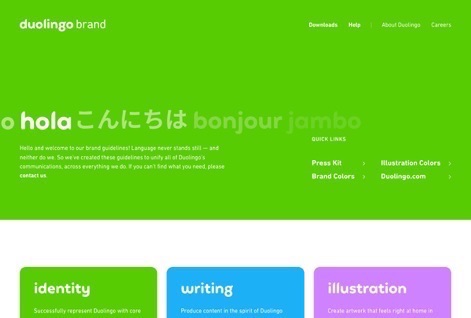 duolingo brand
Downloads Help About Duolingo Careers
o hola こんにちは bonjour jambo
Hello and welcome to our brand guidelines! Language never stands still — and
neither do we. So we've created these guidelines to unify all of Duolingo's
communications, across everything we do. If you can't find what you need, please
contact us.
QUICK LINKS
Press Kit › Illustration Colors ›
Brand Colors › Duolingo.com ›
identity
Successfully represent Duolingo with core
writing
Produce content in the spirit of Duolingo
illustration
Create artwork that feels right at home in